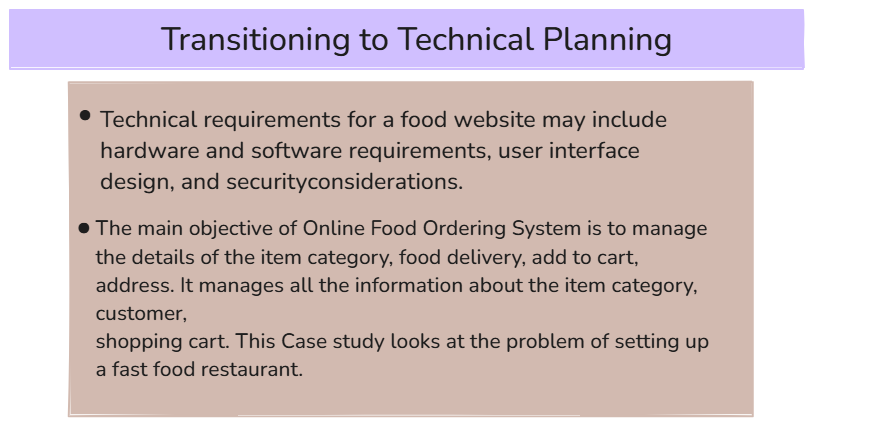 Transitioning to Technical Planning
• Technical requirements for a food website may include
hardware and software requirements, user interface
design, and securityconsiderations.
• The main objective of Online Food Ordering System is to manage
the details of the item category, food delivery, add to cart,
address. It manages all the information about the item category,
customer,
shopping cart. This Case study looks at the problem of setting up
a fast food restaurant.